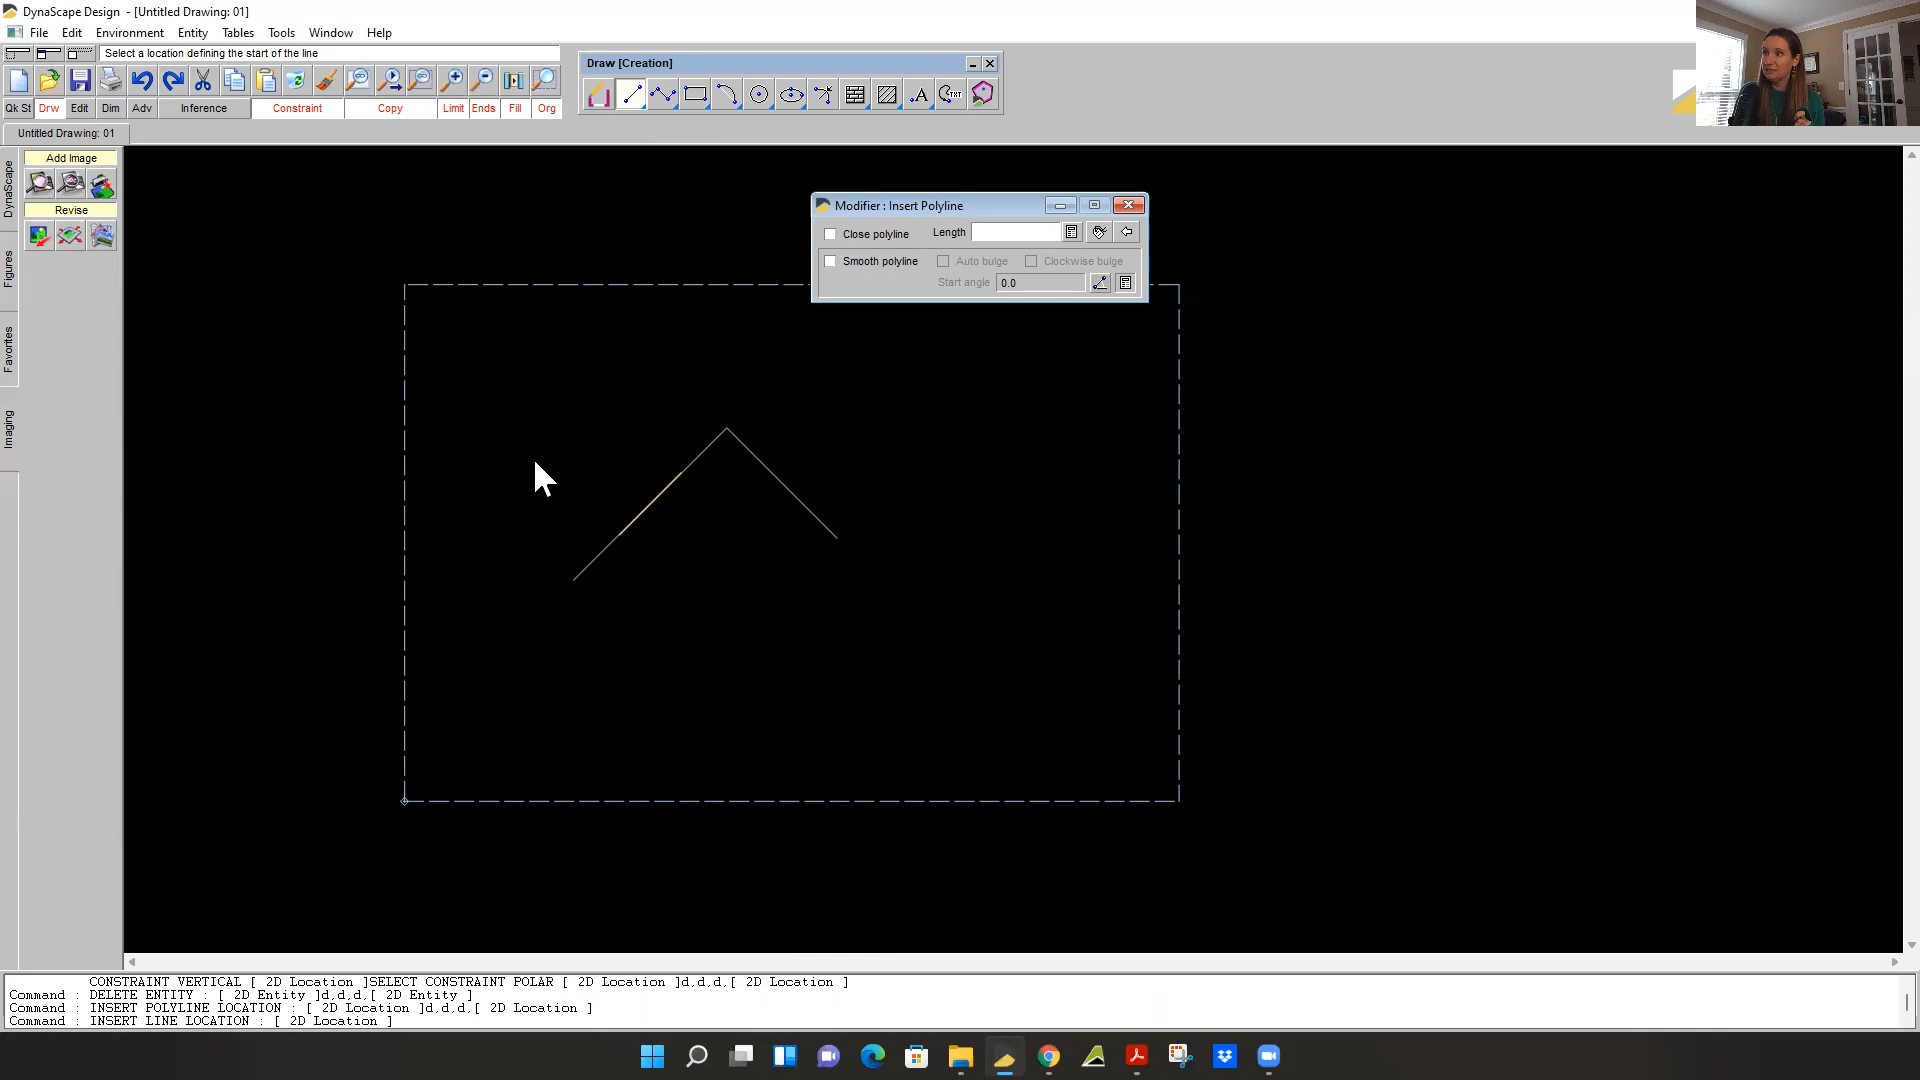 DynaScape Design - [Untitled Drawing: 01]
File Edit Environment Entity Tables Tools Window Help
Select a location defining the start of the line
Draw [Creation]
A TXT
Qk St Drw Edit Dim Adv Inference Constraint Copy Limit Ends Fill Org
Untitled Drawing: 01
DynaScape
Figures
Favorites
Imaging
Add Image
Revise
Modifier : Insert Polyline
Close polyline Length
Smooth polyline Auto bulge Clockwise bulge
Start angle 0.0
CONSTRAINT VERTICAL [ 2D Location ]SELECT CONSTRAINT POLAR [ 2D Location ]d,d,d,[ 2D Location ]
Command : DELETE ENTITY : [ 2D Entity ]d,d,d,[ 2D Entity ]
Command : INSERT POLYLINE LOCATION : [ 2D Location ]d,d,d,[ 2D Location ]
Command : INSERT LINE LOCATION : [ 2D Location ]